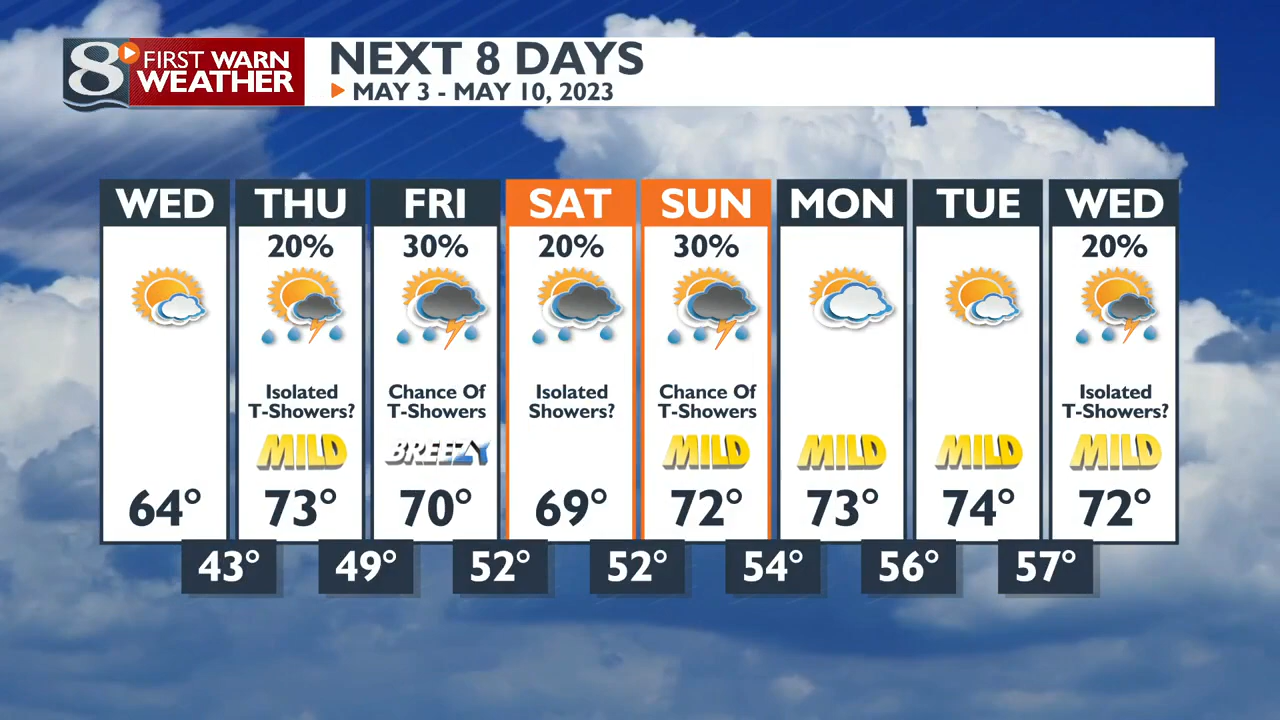 8 FIRST WARN
WEATHER
NEXT 8 DAYS
MAY 3 - MAY 10, 2023
WED THU FRI SAT SUN MON TUE WED
20% 30% 20% 30% 20%
Isolated Chance Of Isolated Chance Of Isolated
T-Showers? T-Showers Showers? T-Showers T-Showers?
MILD BREEZY MILD MILD MILD MILD
64° 73° 70° 69° 72° 73° 74° 72°
43° 49° 52° 52° 54° 56° 57°